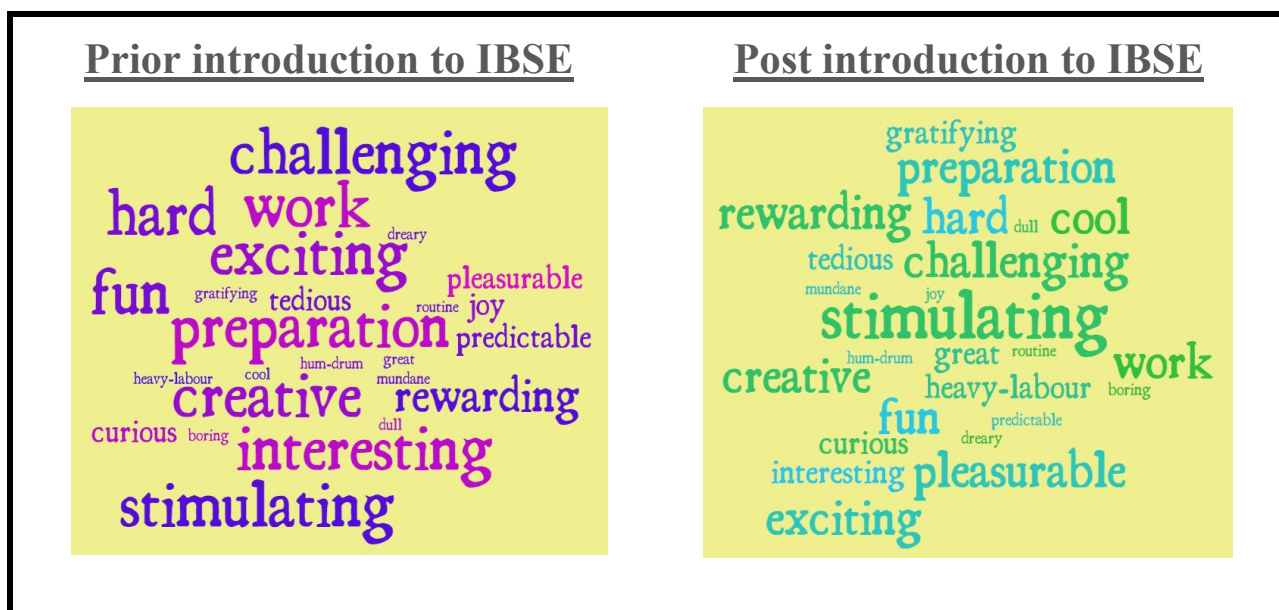 Prior introduction to IBSE
challenging
hard work
dreary
exciting
pleasurable
fun gratifying tedious routine joy
preparation predictable
hum-drum great
heavy-labour cool mundane
creative rewarding
dull
curious boring interesting
stimulating
Post introduction to IBSE
gratifying
preparation
rewarding hard dull cool
tedious challenging
mundane joy
stimulating
hum-drum great routine work
creative heavy-labour boring
fun predictable
curious dreary
interesting pleasurable
exciting